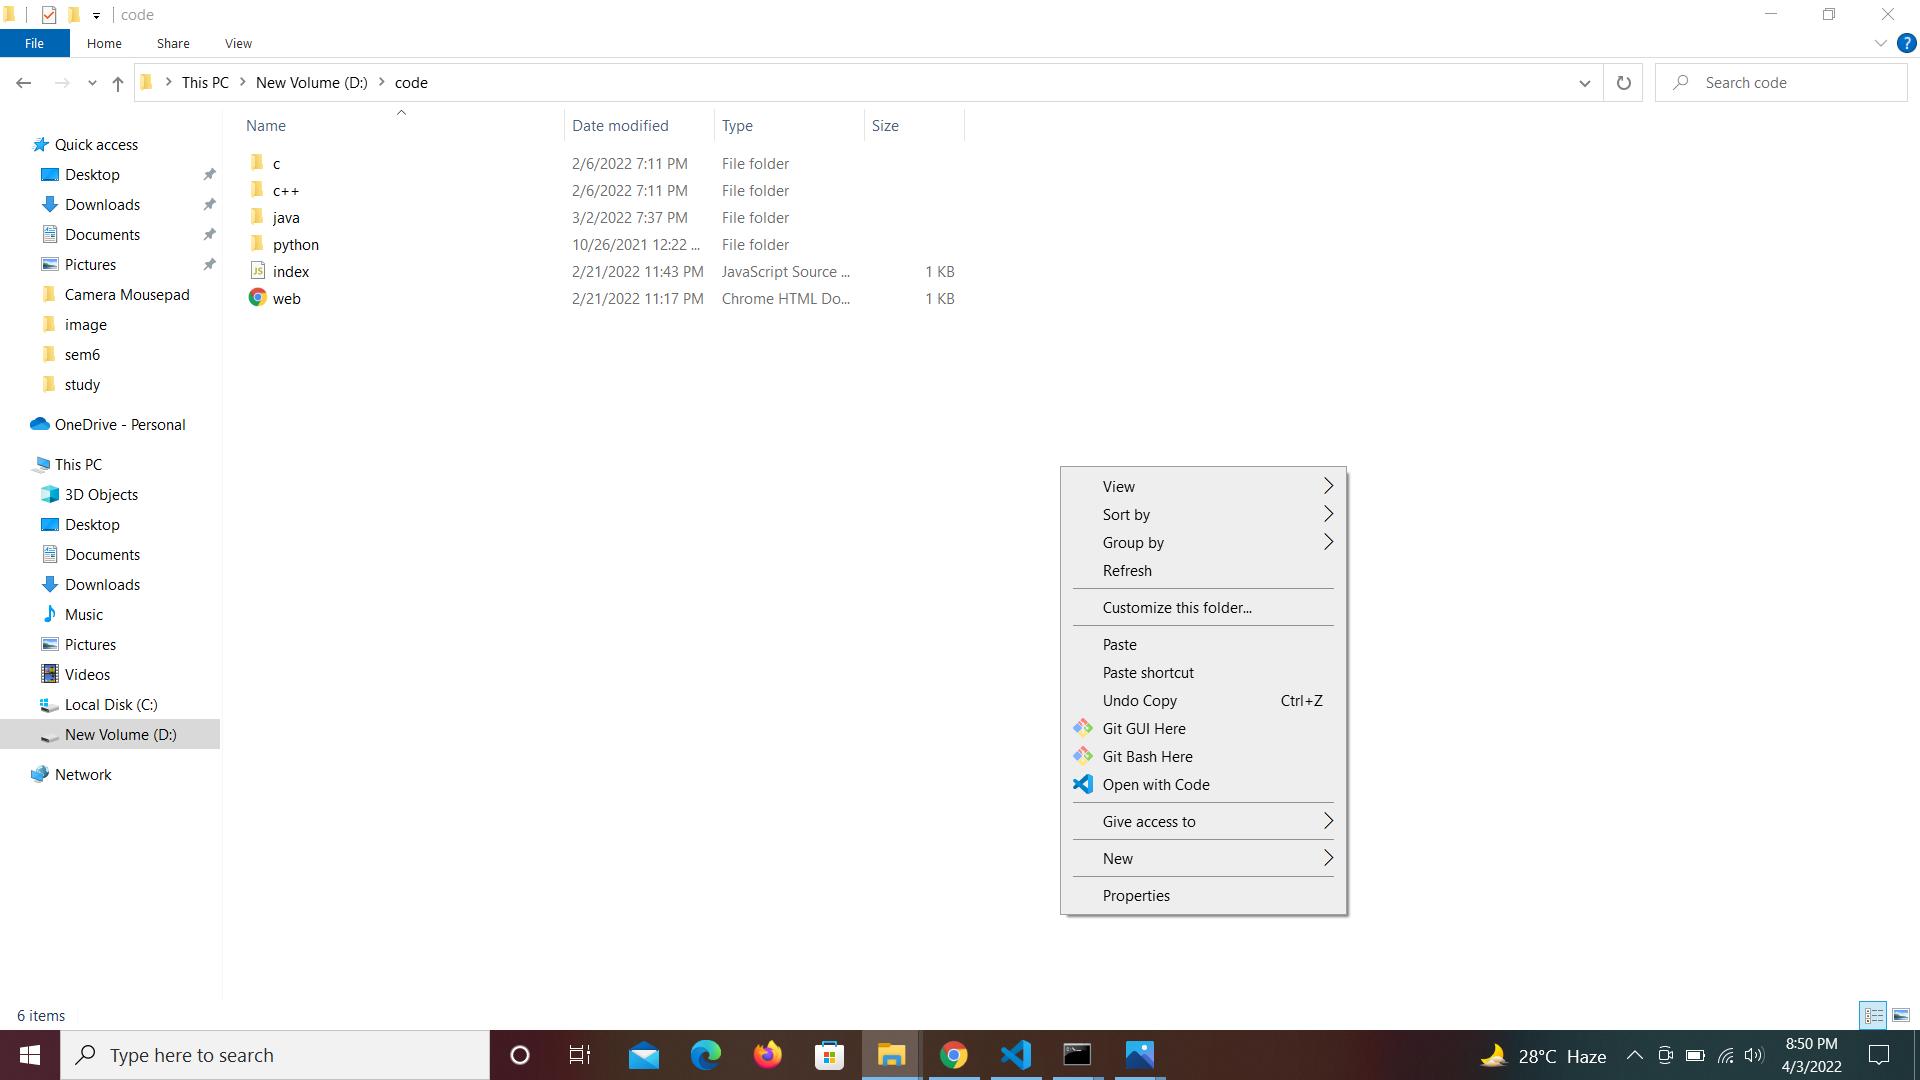 code
File Home Share View
This PC New Volume (D:) code
Search code
Name Date modified Type Size
c 2/6/2022 7:11 PM File folder
c++ 2/6/2022 7:11 PM File folder
java 3/2/2022 7:37 PM File folder
python 10/26/2021 12:22 ... File folder
index 2/21/2022 11:43 PM JavaScript Source ... 1 KB
web 2/21/2022 11:17 PM Chrome HTML Do... 1 KB
Quick access
Desktop
Downloads
Documents
Pictures
Camera Mousepad
image
sem6
study
OneDrive - Personal
This PC
3D Objects
Desktop
Documents
Downloads
Music
Pictures
Videos
Local Disk (C:)
New Volume (D:)
Network
View
Sort by
Group by
Refresh
Customize this folder...
Paste
Paste shortcut
Undo Copy Ctrl+Z
Git GUI Here
Git Bash Here
Open with Code
Give access to
New
Properties
6 items
Type here to search
28°C Haze
8:50 PM
4/3/2022